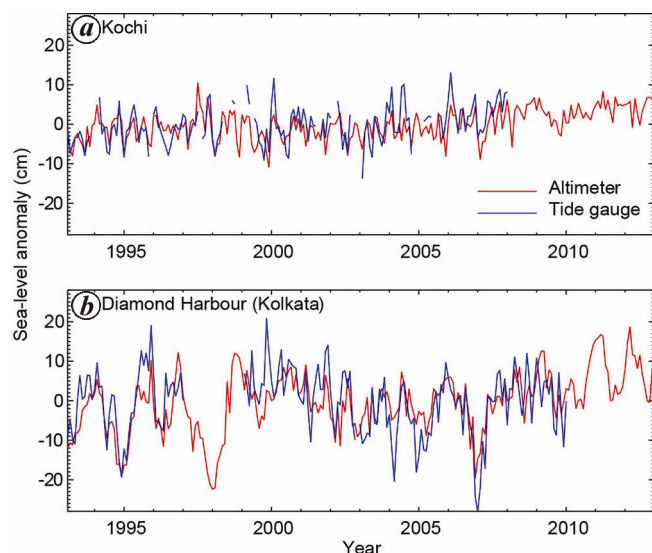 a Kochi
20
10
0
-10
-20
Altimeter
Tide gauge
1995 2000 2005 2010
Sea-level anomaly (cm)
b Diamond Harbour (Kolkata)
20
10
0
-10
-20
1995 2000 2005 2010
Year